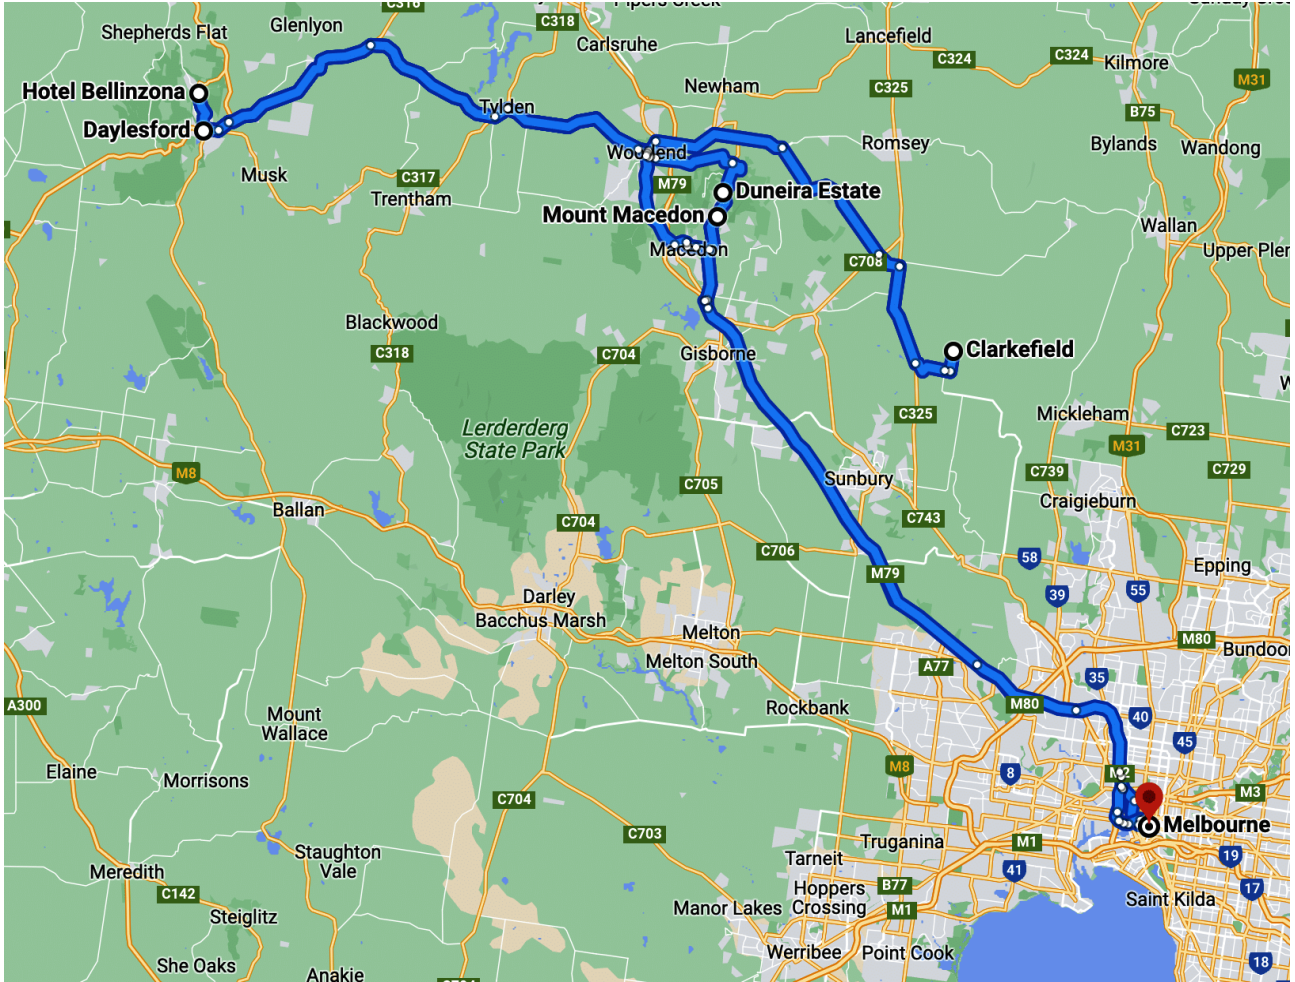 C316
Pipers Creek
Shepherds Flat
Glenlyon
C318
Carlsruhe
Lancefield
C324
C324
Kilmore
M31
Hotel Bellinzona
Newham
C325
B75
Tylden
Daylesford
Woodend
Romsey
Bylands
Wandong
Musk
C317
M79
Trentham
Duneira Estate
Mount Macedon
Wallan
Macedon
C708
Upper Plen
Blackwood
C318
C704
Gisborne
Clarkefield
Lerderderg
State Park
C325
Mickleham
C723
M31
M8
C705
Sunbury
C739
C729
Craigieburn
Ballan
C704
C743
C706
58
M79
Epping
Darley
Bacchus Marsh
39
55
Melton
M80
Melton South
A77
Bundoor
35
A300
Mount
Wallace
Rockbank
M80
40
45
Elaine
Morrisons
M8
8
M2
M3
C704
Melbourne
C703
Truganina
M1
Staughton
Vale
Tarneit
41
19
Meredith
C142
Hoppers
Crossing
B77
17
Steiglitz
Manor Lakes
M1
Saint Kilda
She Oaks
Anakie
Werribee
Point Cook
18
C704